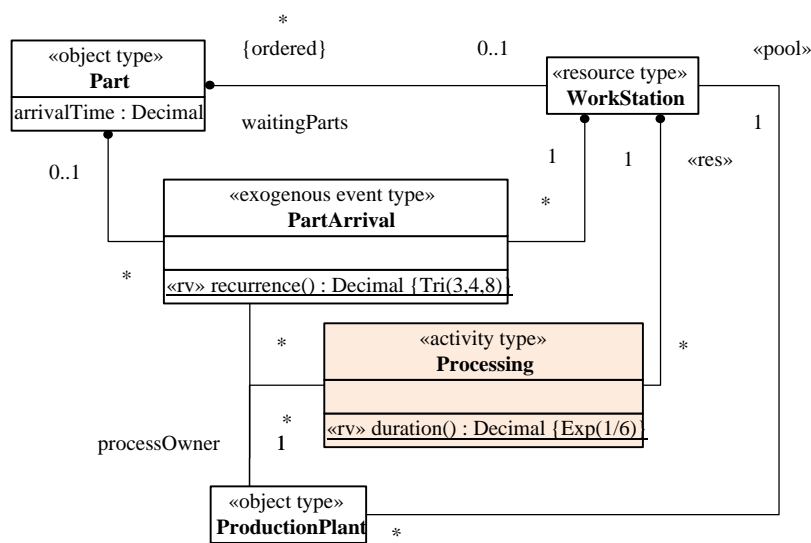 *
{ordered}
0..1
«pool»
«object type»
Part
arrivalTime : Decimal
«resource type»
WorkStation
waitingParts
1
0..1
1
1
«res»
«exogenous event type»
PartArrival
*
*
«rv» recurrence() : Decimal {Tri(3,4,8)}
*
«activity type»
Processing
*
*
«rv» duration() : Decimal {Exp(1/6)}
processOwner
1
«object type»
ProductionPlant
*